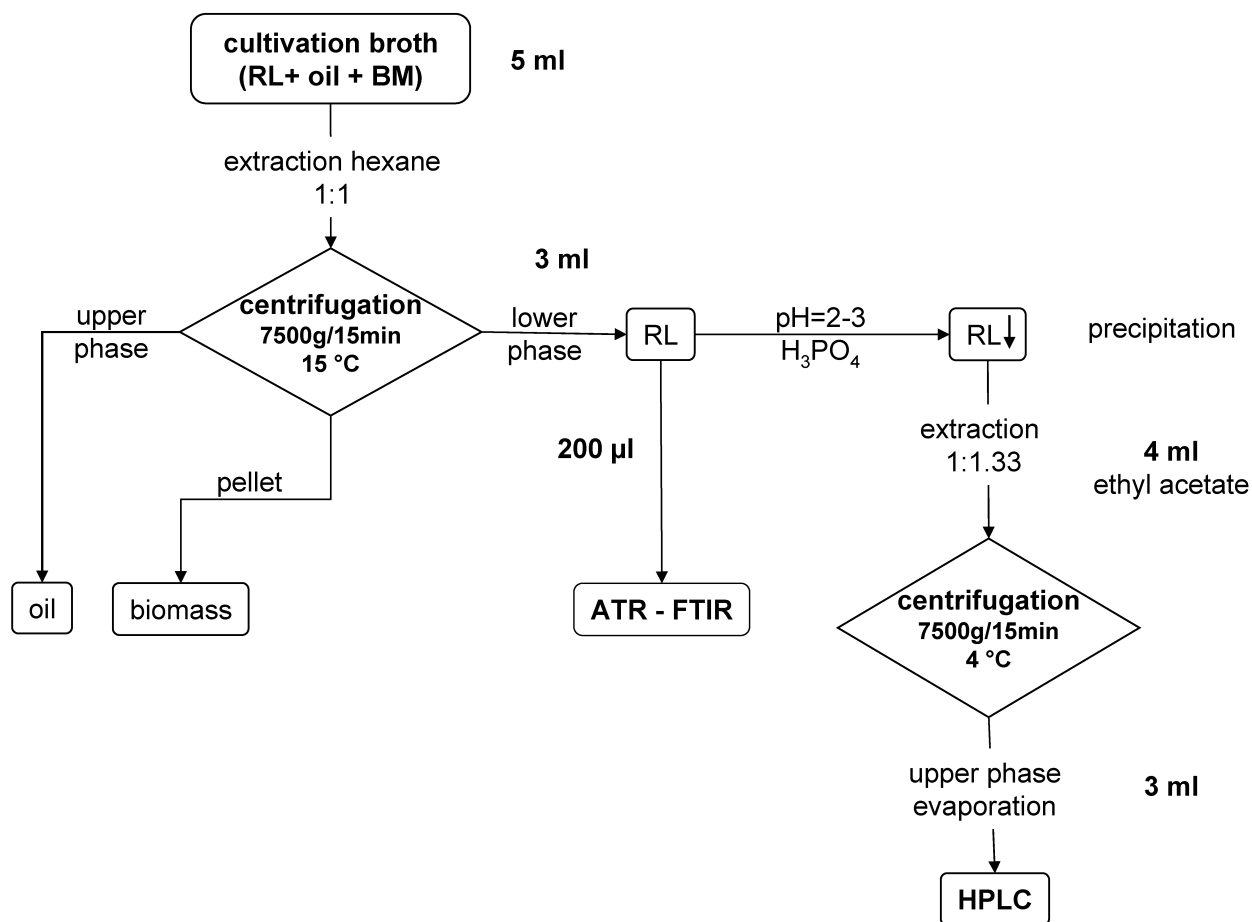 cultivation broth
(RL+ oil + BM)
5 ml
extraction hexane
1:1
3 ml
centrifugation
7500g/15min
15 °C
upper
phase
lower
phase
RL
pH=2-3
H₃PO₄
RL↓
precipitation
extraction
1:1.33
4 ml
ethyl acetate
200 µl
pellet
oil
biomass
ATR - FTIR
centrifugation
7500g/15min
4 °C
upper phase
evaporation
3 ml
HPLC